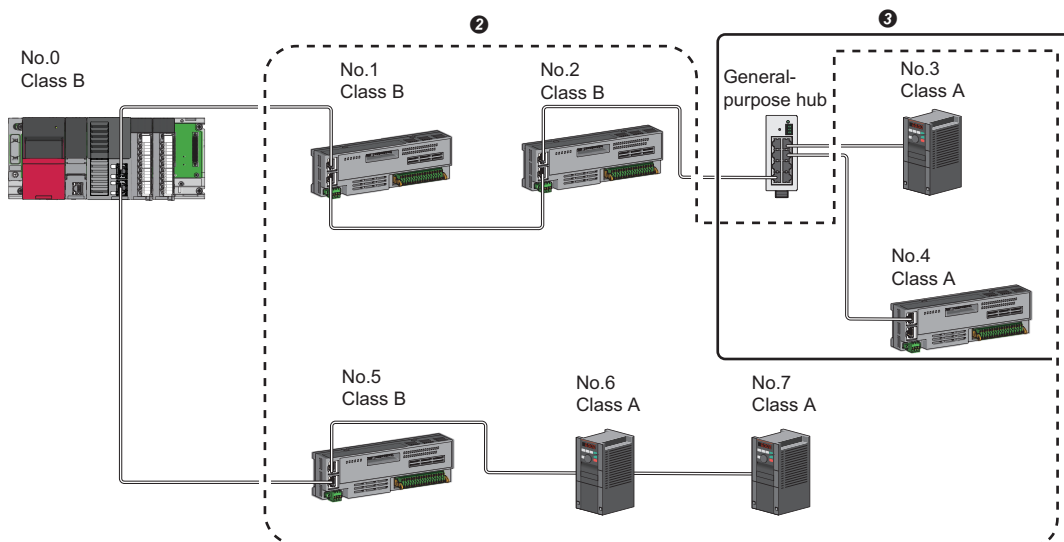 ❷
❸
No.0
Class B
No.1
Class B
No.2
Class B
General-
purpose hub
No.3
Class A
No.4
Class A
No.5
Class B
No.6
Class A
No.7
Class A